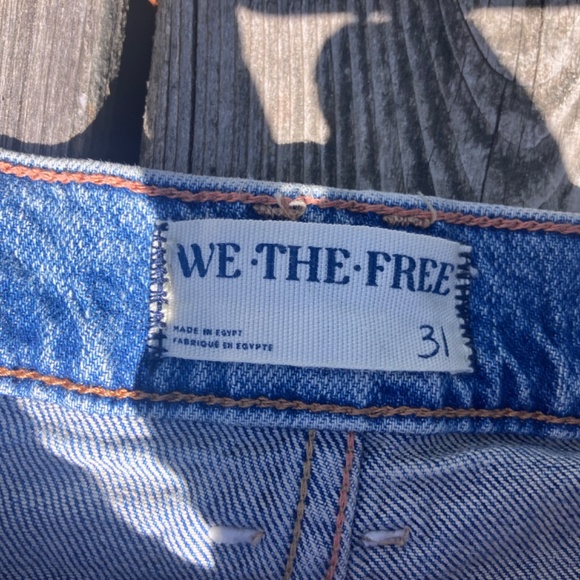 WE·THE·FREE
MADE IN EGYPT
FABRIQUÉ EN EGYPTE
31